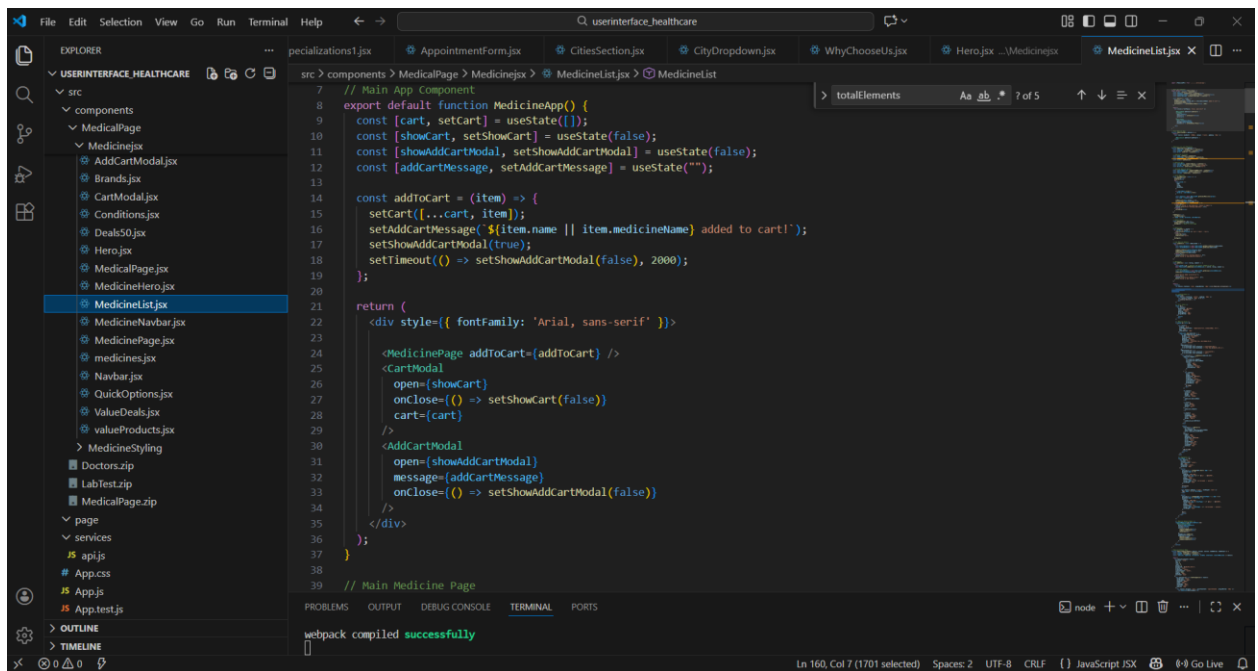 File Edit Selection View Go Run Terminal Help
userinterface_healthcare
EXPLORER
pecializations1.jsx AppointmentForm.jsx CitiesSection.jsx CityDropdown.jsx WhyChooseUs.jsx Hero.jsx ...\Medicinejsx MedicineList.jsx
src > components > MedicalPage > Medicinejsx > MedicineList.jsx > MedicineList
totalElements Aa ab .* ? of 5
USERINTERFACE_HEALTHCARE
src
components
MedicalPage
Medicinejsx
AddCartModal.jsx
Brands.jsx
CartModal.jsx
Conditions.jsx
Deals50.jsx
Hero.jsx
MedicalPage.jsx
MedicineHero.jsx
MedicineList.jsx
MedicineNavbar.jsx
MedicinePage.jsx
medicines.jsx
Navbar.jsx
QuickOptions.jsx
ValueDeals.jsx
valueProducts.jsx
MedicineStyling
Doctors.zip
LabTest.zip
MedicalPage.zip
page
services
JS api.js
# App.css
JS App.js
JS App.test.js
OUTLINE
TIMELINE
7 // Main App Component
8 export default function MedicineApp() {
9 const [cart, setCart] = useState([]);
10 const [showCart, setShowCart] = useState(false);
11 const [showAddCartModal, setShowAddCartModal] = useState(false);
12 const [addCartMessage, setAddCartMessage] = useState("");
13
14 const addToCart = (item) => {
15 setCart([...cart, item]);
16 setAddCartMessage(`${item.name || item.medicineName} added to cart!`);
17 setShowAddCartModal(true);
18 setTimeout(() => setShowAddCartModal(false), 2000);
19 };
20
21 return (
22 <div style={{ fontFamily: 'Arial, sans-serif' }}>
23
24 <MedicinePage addToCart={addToCart} />
25 <CartModal
26 open={showCart}
27 onClose={() => setShowCart(false)}
28 cart={cart}
29 />
30 <AddCartModal
31 open={showAddCartModal}
32 message={addCartMessage}
33 onClose={() => setShowAddCartModal(false)}
34 />
35 </div>
36 );
37 }
38
39 // Main Medicine Page
PROBLEMS OUTPUT DEBUG CONSOLE TERMINAL PORTS
node
webpack compiled successfully
0 0 Ln 160, Col 7 (1701 selected) Spaces: 2 UTF-8 CRLF {} JavaScript JSX Go Live